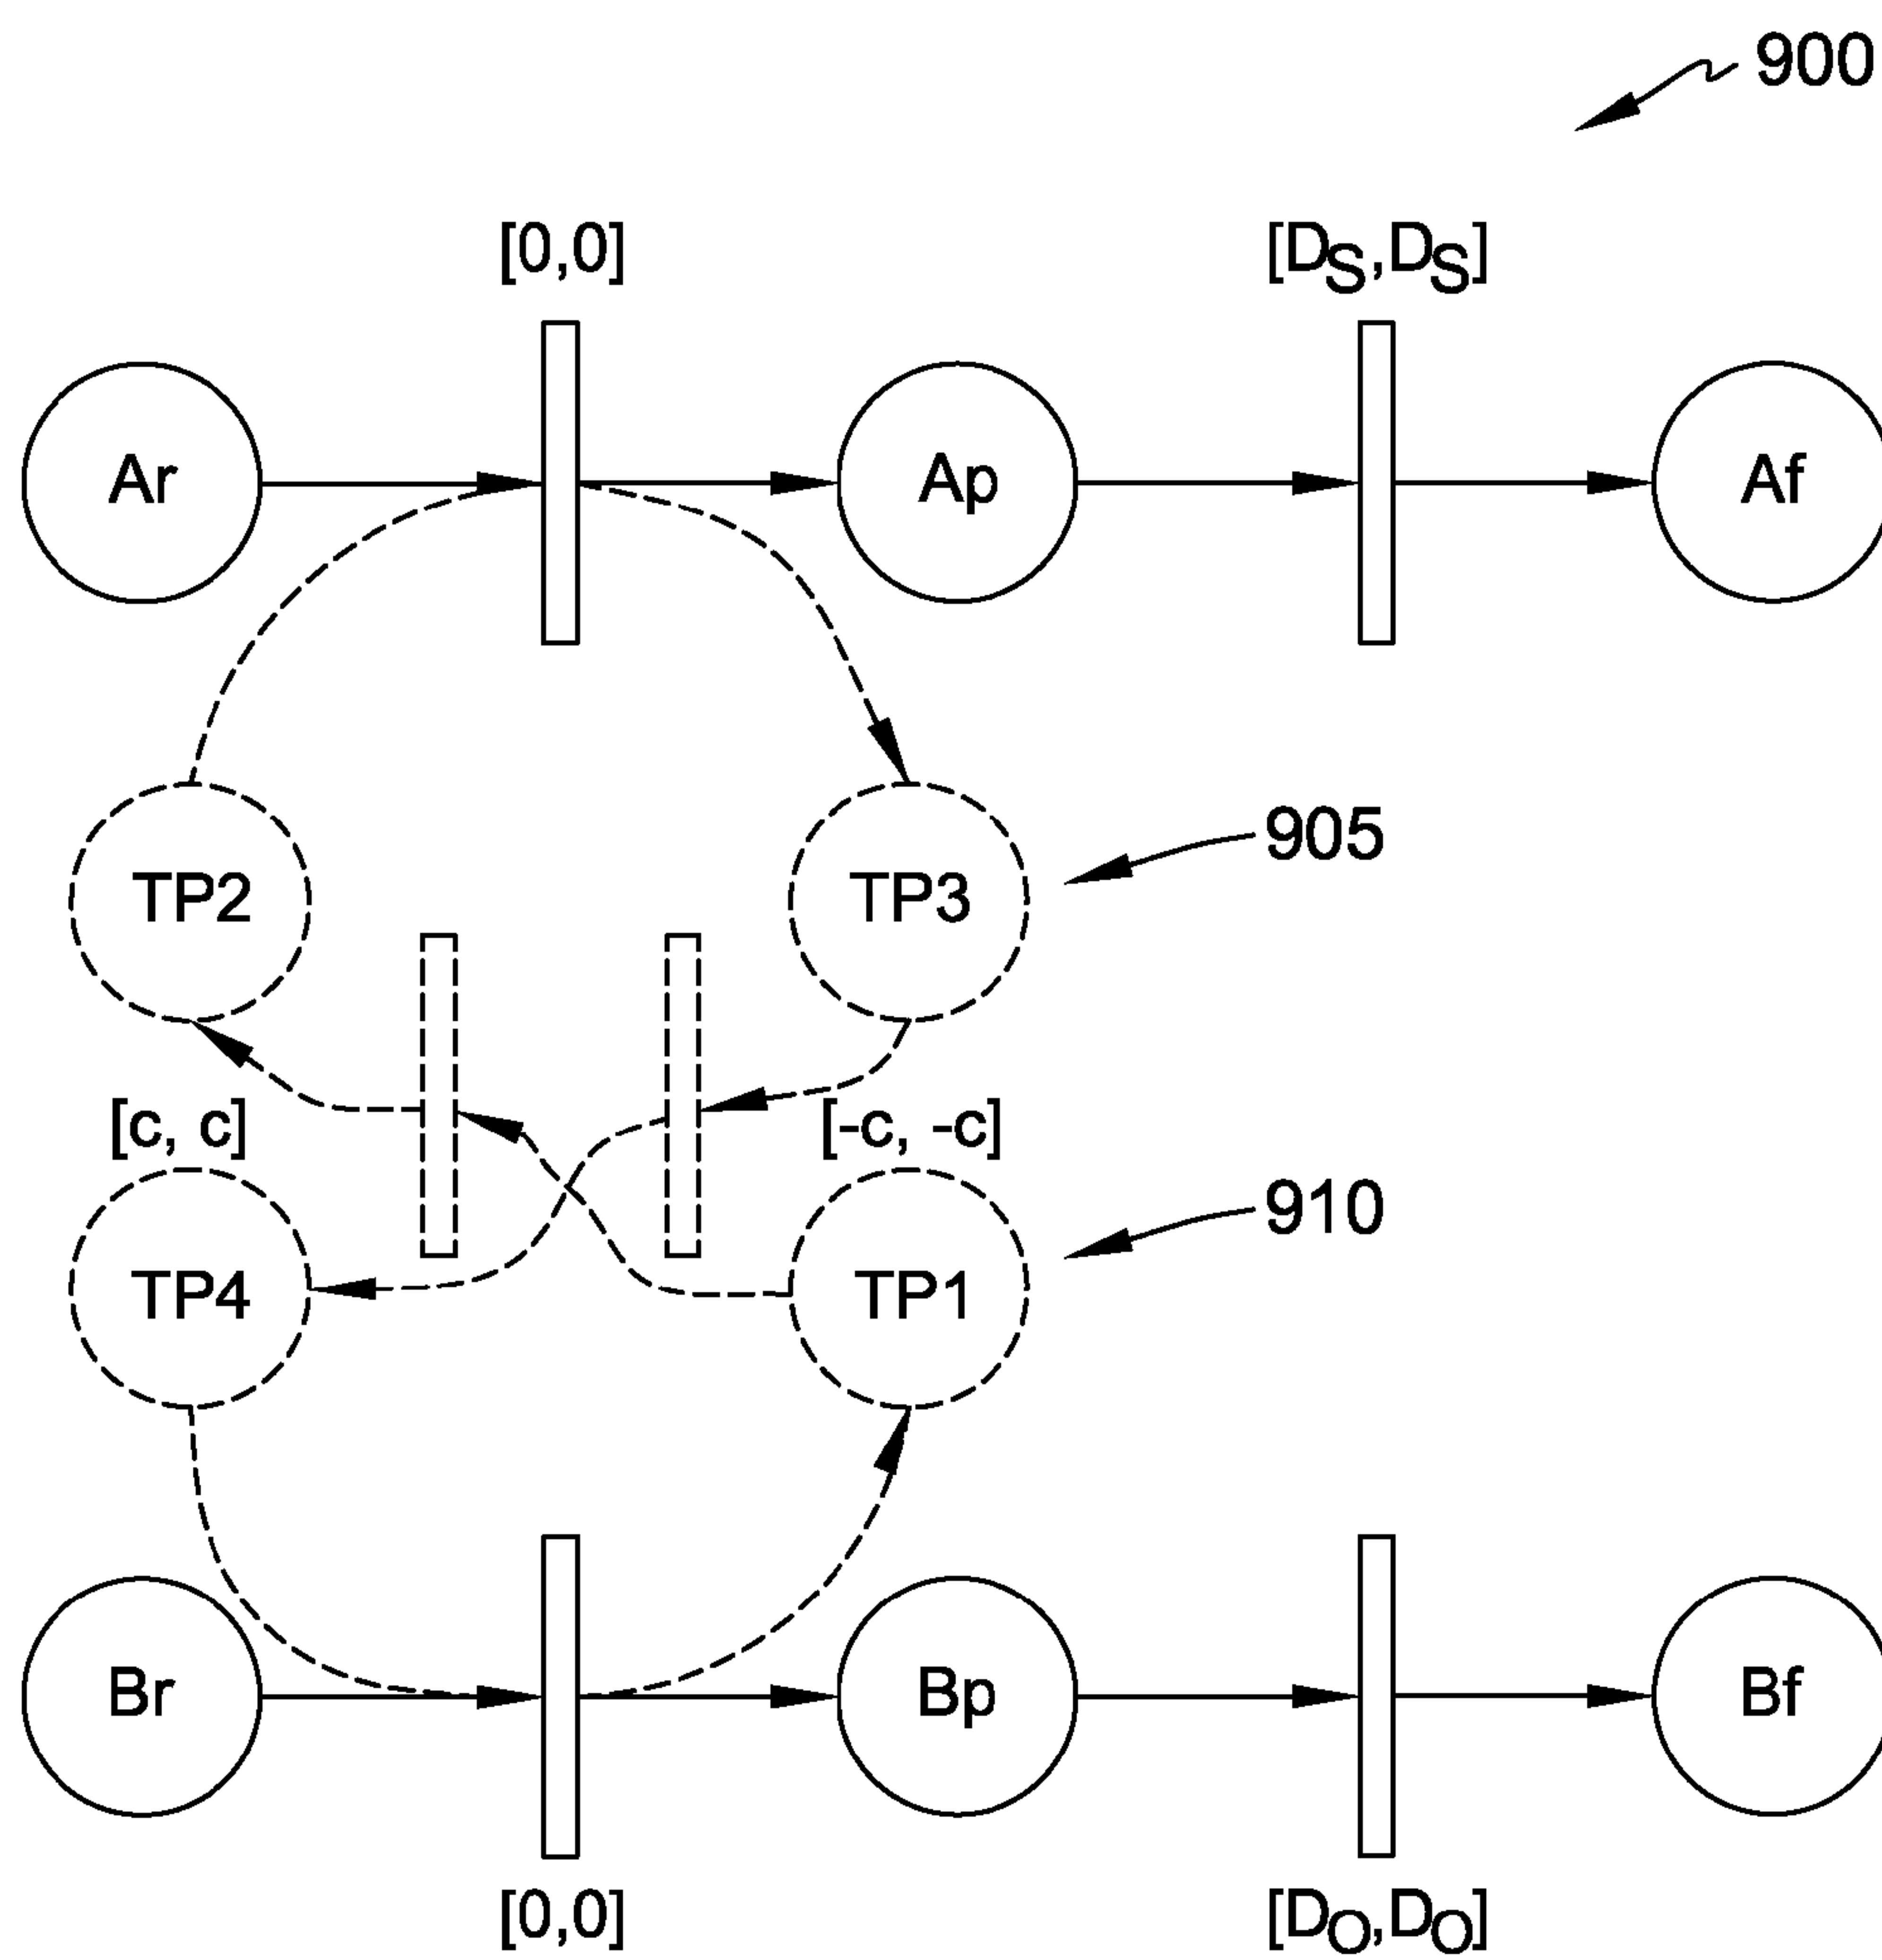 900
[0,0] [DS,DS]
Ar Ap Af
905
TP2 TP3
[c, c] [-c, -c]
910
TP4 TP1
Br Bp Bf
[0,0] [DO,DO]